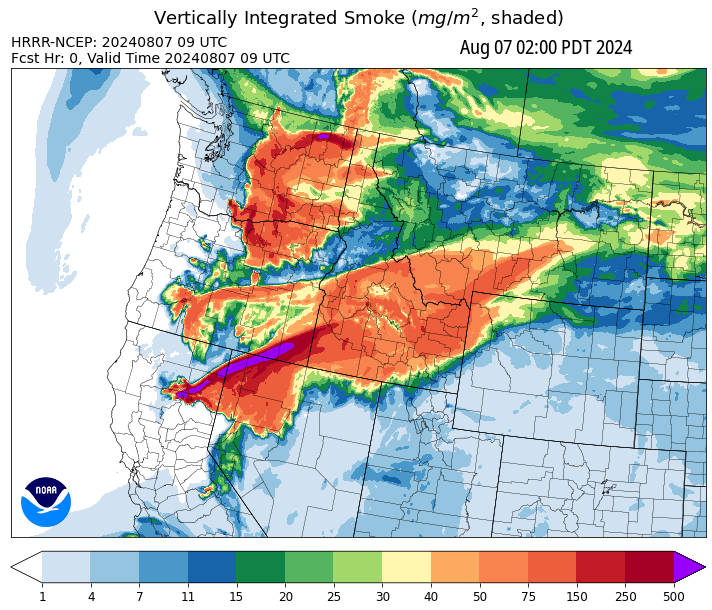 Vertically Integrated Smoke (mg/m², shaded)
HRRR-NCEP: 20240807 09 UTC
Fcst Hr: 0, Valid Time 20240807 09 UTC
Aug 07 02:00 PDT 2024
NOAA
1 4 7 11 15 20 25 30 40 50 75 150 250 500